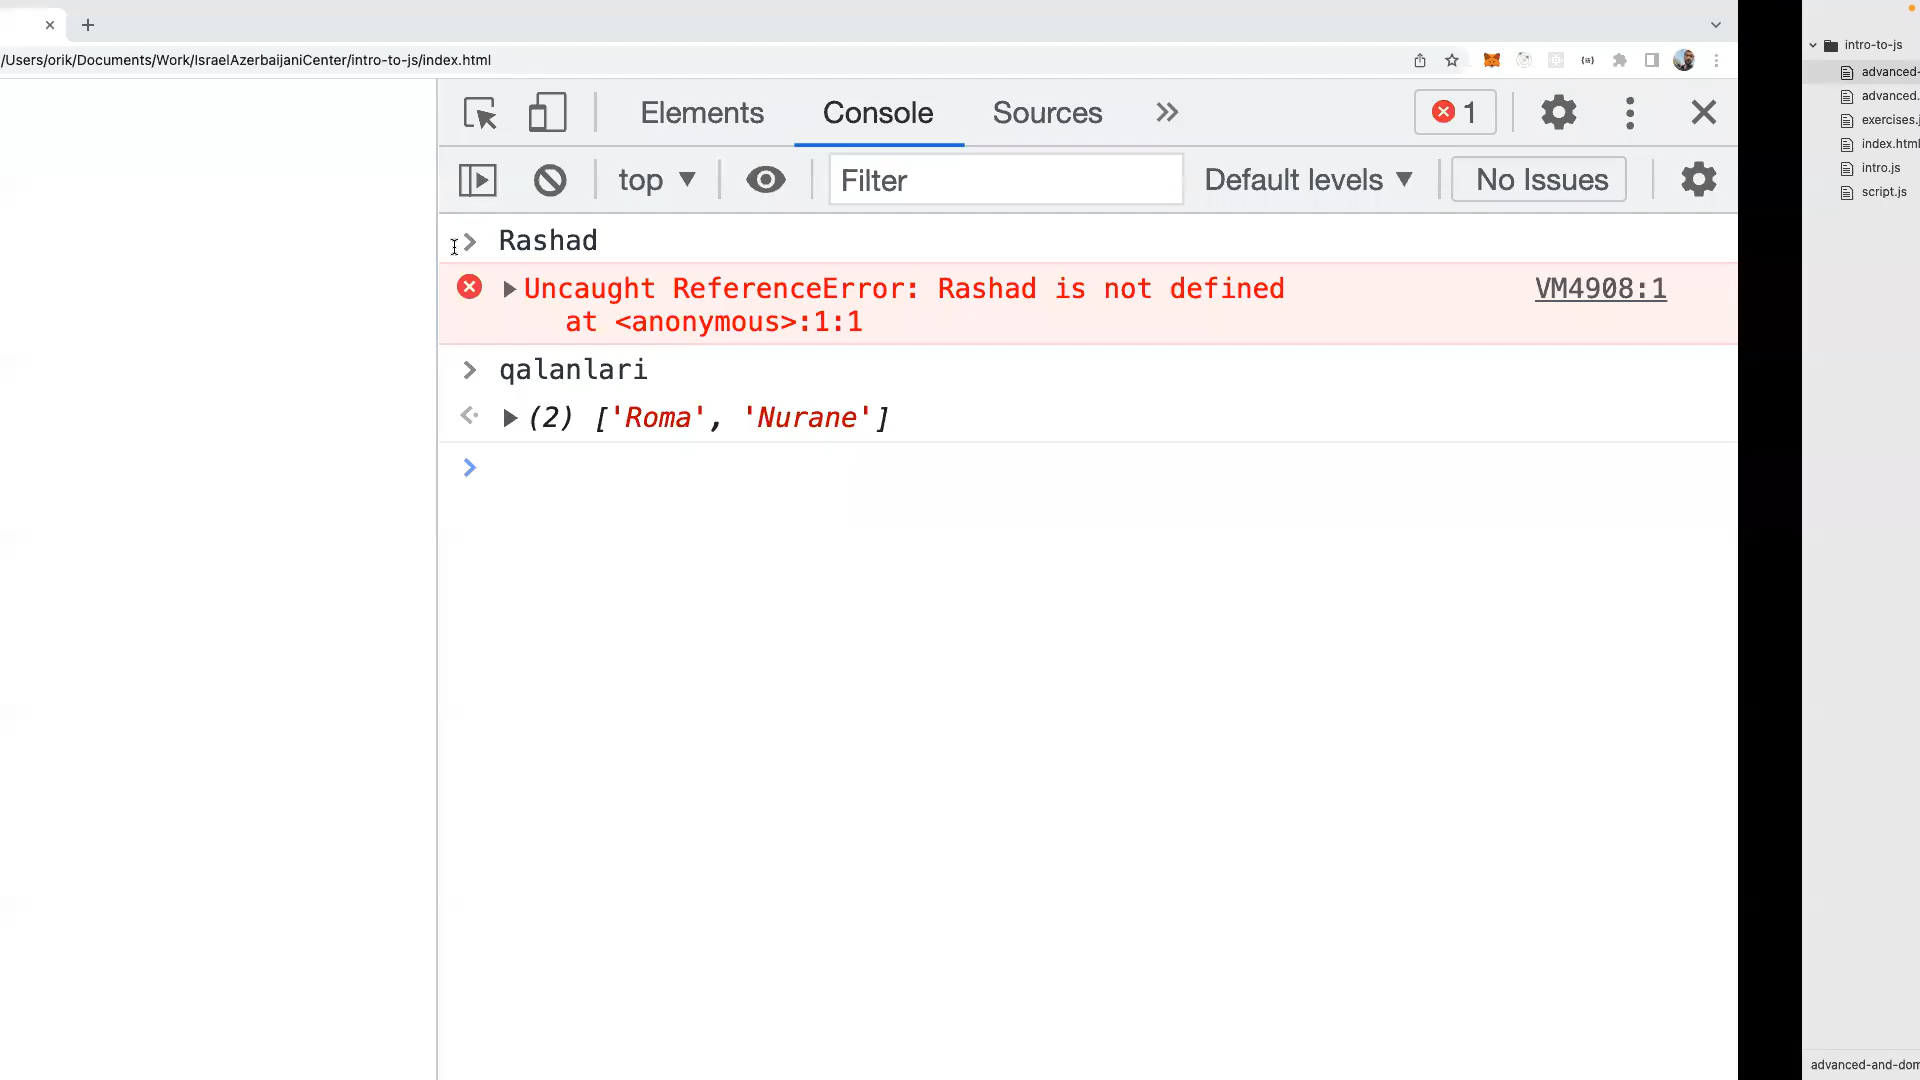 /Users/orik/Documents/Work/IsraelAzerbaijaniCenter/intro-to-js/index.html
Elements
Console
Sources
1
top
Filter
Default levels
No Issues
> Rashad
Uncaught ReferenceError: Rashad is not defined
VM4908:1
at <anonymous>:1:1
> qalanlari
(2) ['Roma', 'Nurane']
>
intro-to-js
advanced-
advanced.
exercises.j
index.html
intro.js
script.js
advanced-and-dom